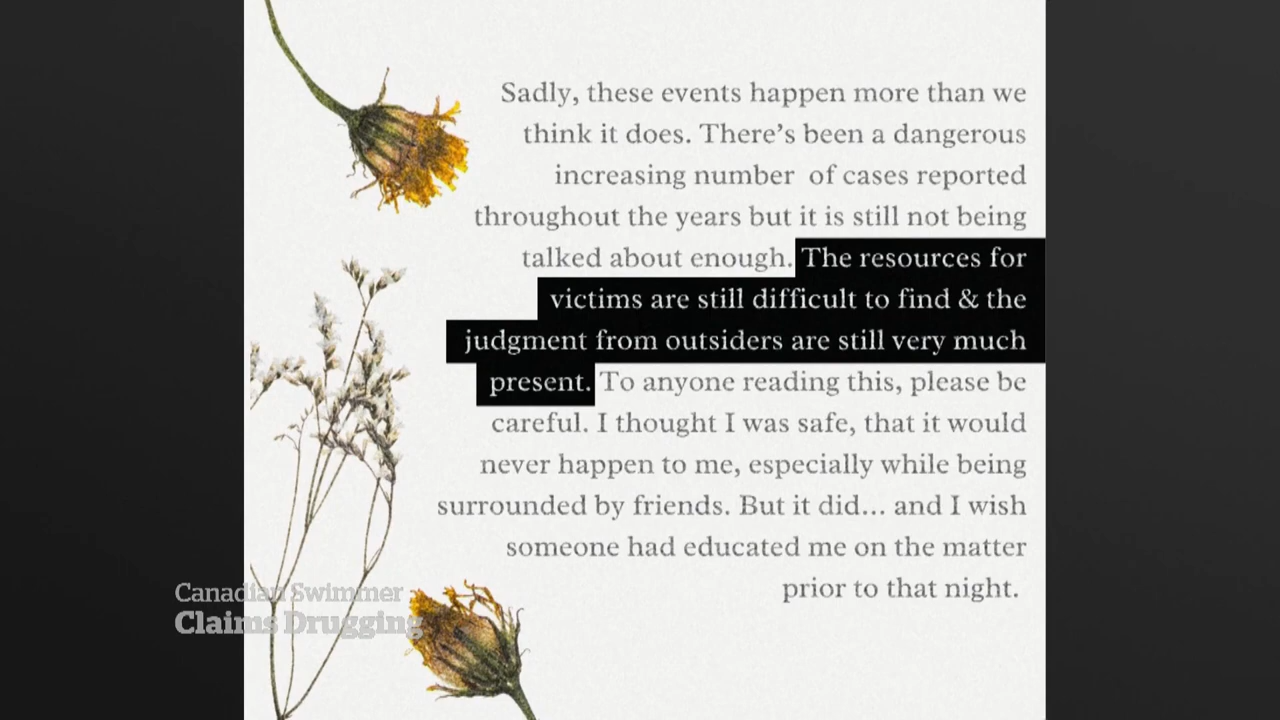 Sadly, these events happen more than we
think it does. There's been a dangerous
increasing number of cases reported
throughout the years but it is still not being
talked about enough. The resources for
victims are still difficult to find & the
judgment from outsiders are still very much
present. To anyone reading this, please be
careful. I thought I was safe, that it would
never happen to me, especially while being
surrounded by friends. But it did... and I wish
someone had educated me on the matter
prior to that night.
Canadian Swimmer
Claims Drugging